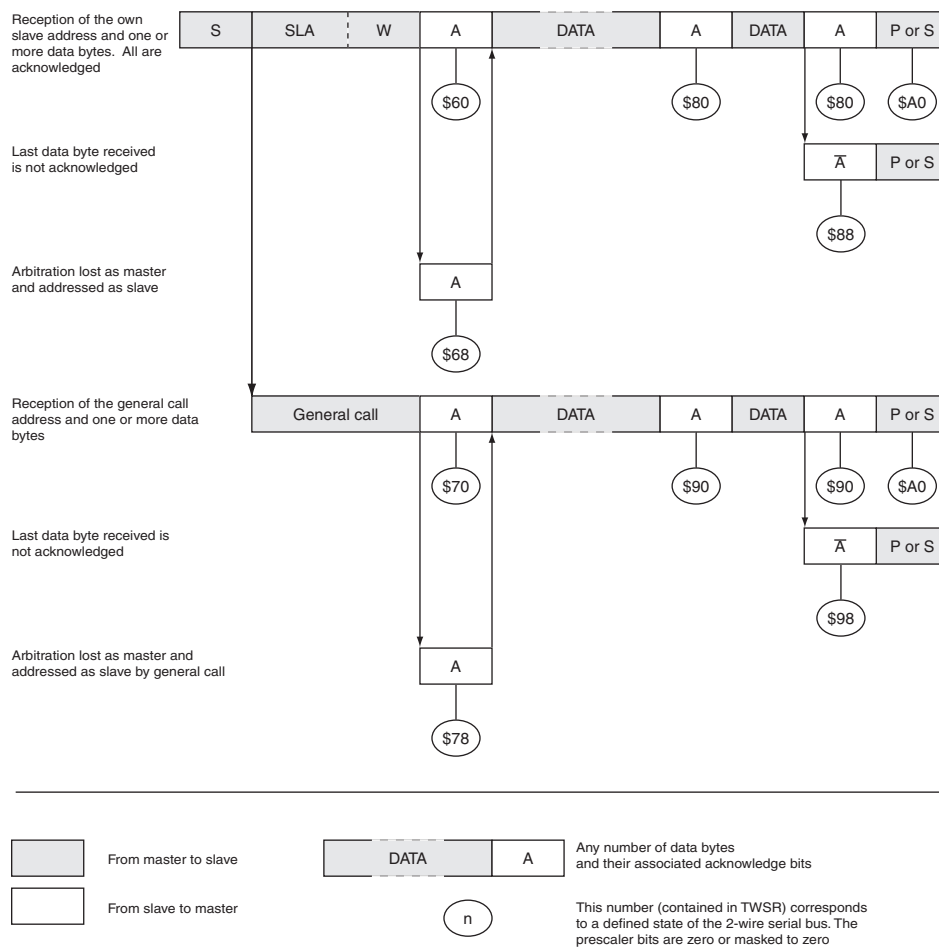 Reception of the own
slave address and one or
more data bytes. All are
acknowledged
S SLA W A DATA A DATA A P or S
$60 $80 $80 $A0
Last data byte received
is not acknowledged
A̅ P or S
$88
Arbitration lost as master
and addressed as slave
A
$68
Reception of the general call
address and one or more data
bytes
General call A DATA A DATA A P or S
$70 $90 $90 $A0
Last data byte received is
not acknowledged
A̅ P or S
$98
Arbitration lost as master and
addressed as slave by general call
A
$78
From master to slave
DATA A
Any number of data bytes
and their associated acknowledge bits
From slave to master
n
This number (contained in TWSR) corresponds
to a defined state of the 2-wire serial bus. The
prescaler bits are zero or masked to zero